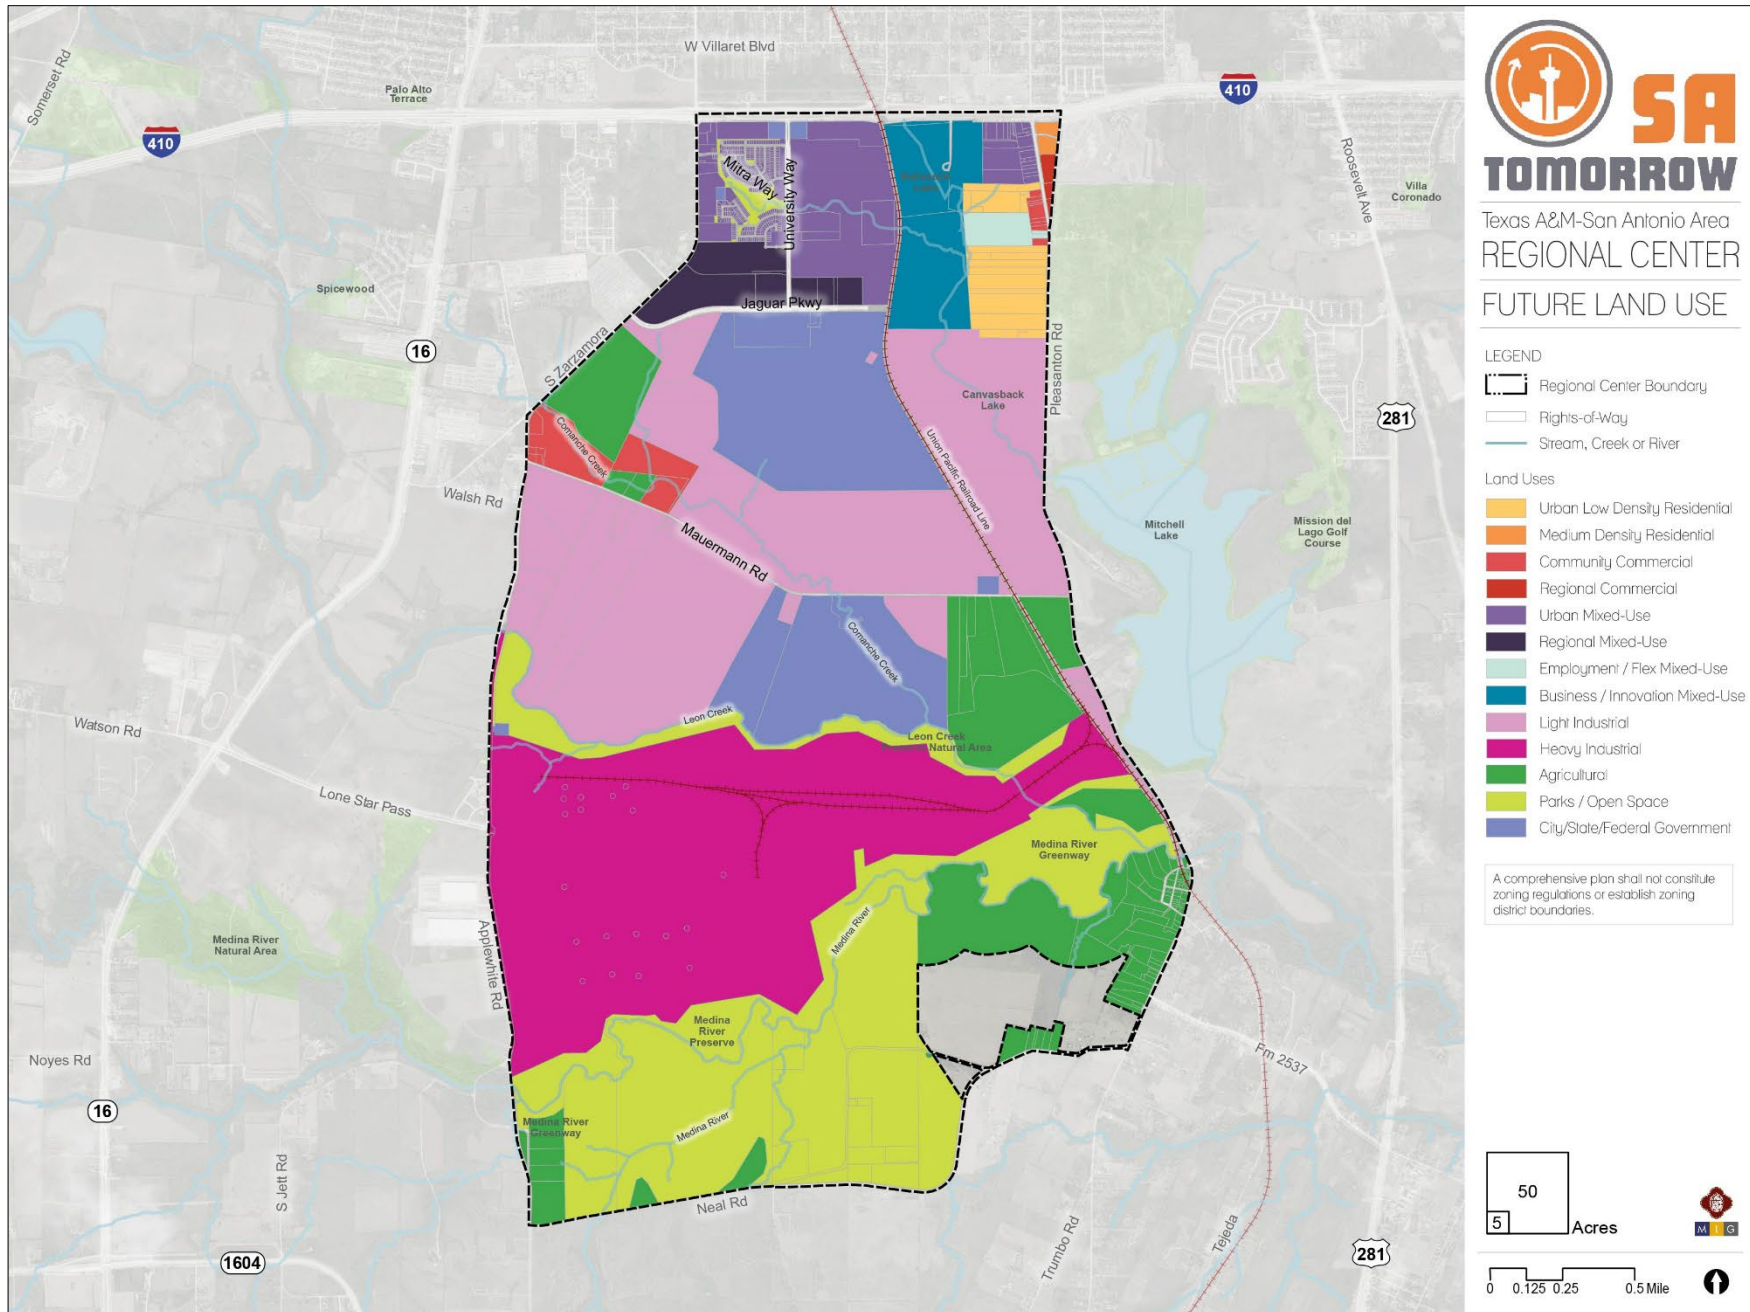 W Villaret Blvd
Somerset Rd
Palo Alto
Terrace
410
410
Roosevelt Ave
Villa
Coronado
Mitra Way
University Way
Jaguar Pkwy
Spicewood
S Zarzamora
16
Pleasanton Rd
Canvasback
Lake
281
Comanche Creek
Union Pacific Railroad Line
Walsh Rd
Mauermann Rd
Mitchell
Lake
Mission del
Lago Golf
Course
Comanche Creek
Leon Creek
Leon Creek
Natural Area
Watson Rd
Lone Star Pass
Medina River
Greenway
Medina River
Medina River
Natural Area
Applewhite Rd
Medina
River
Preserve
Noyes Rd
Fm 2537
16
Medina River
Greenway
Medina River
S Jett Rd
Neal Rd
Trumbo Rd
Tejeda
1604
281
SA
TOMORROW
Texas A&M-San Antonio Area
REGIONAL CENTER
FUTURE LAND USE
LEGEND
Regional Center Boundary
Rights-of-Way
Stream, Creek or River
Land Uses
Urban Low Density Residential
Medium Density Residential
Community Commercial
Regional Commercial
Urban Mixed-Use
Regional Mixed-Use
Employment / Flex Mixed-Use
Business / Innovation Mixed-Use
Light Industrial
Heavy Industrial
Agricultural
Parks / Open Space
City/State/Federal Government
A comprehensive plan shall not constitute
zoning regulations or establish zoning
district boundaries.
50
5
Acres
M I G
0 0.125 0.25 0.5 Mile